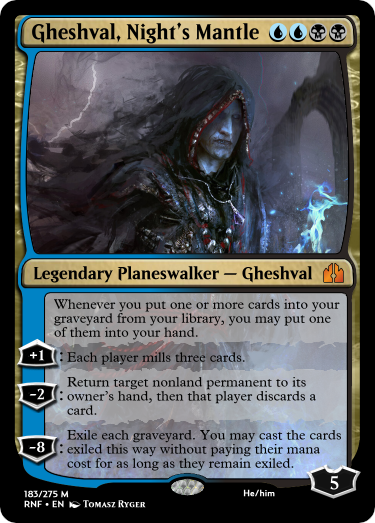 Gheshval, Night's Mantle
Legendary Planeswalker — Gheshval
Whenever you put one or more cards into your
graveyard from your library, you may put one
of them into your hand.
+1: Each player mills three cards.
Return target nonland permanent to its
-2: owner's hand, then that player discards a
card.
Exile each graveyard. You may cast the cards
-8: exiled this way without paying their mana
cost for as long as they remain exiled.
5
183/275 M
He/him
RNF • EN Tomasz Ryger